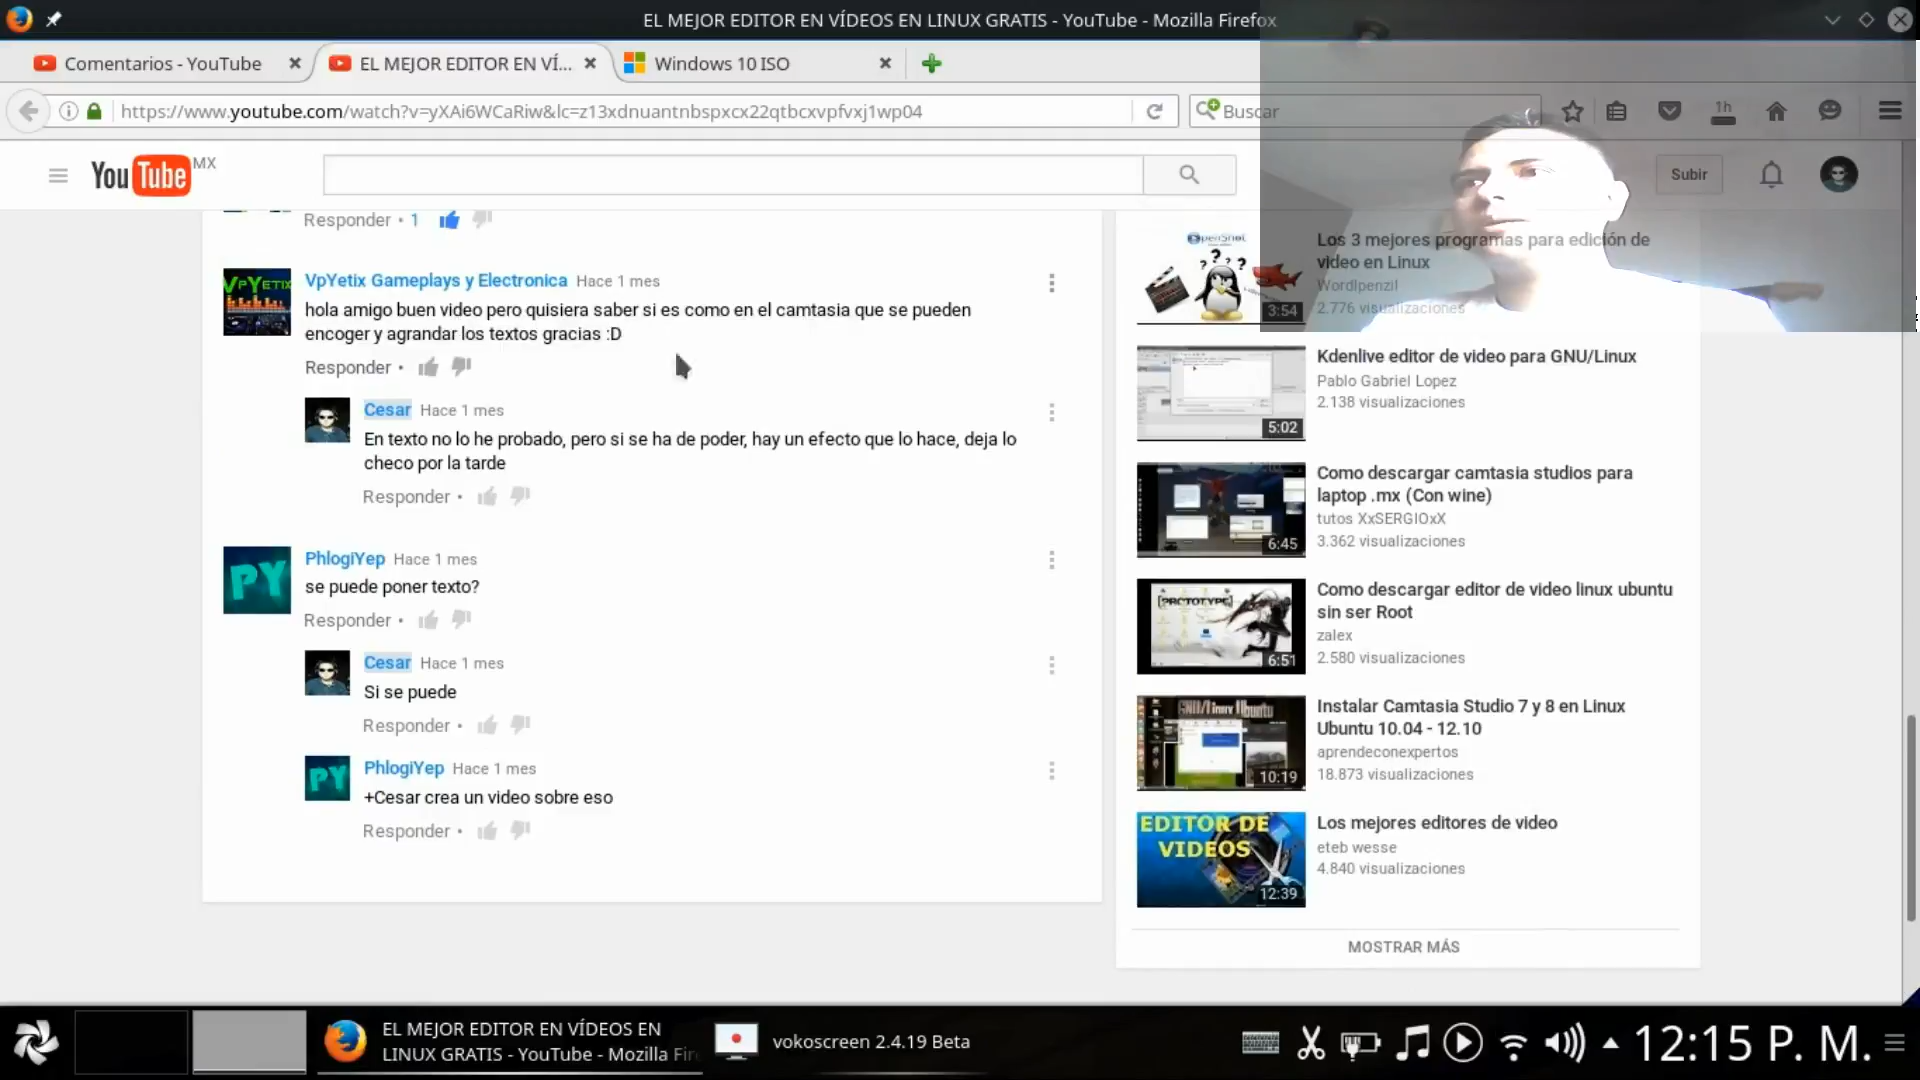 EL MEJOR EDITOR EN VÍDEOS EN LINUX GRATIS - YouTube - Mozilla Firefox
Comentarios - YouTube
EL MEJOR EDITOR EN VÍ...
Windows 10 ISO
https://www.youtube.com/watch?v=yXAi6WCaRiw&lc=z13xdnuantnbspxcx22qtbcxvpfvxj1wp04
Buscar
1h
YouTube MX
Subir
Responder • 1
VpYetix Gameplays y Electronica Hace 1 mes
hola amigo buen video pero quisiera saber si es como en el camtasia que se pueden
encoger y agrandar los textos gracias :D
Responder •
Cesar Hace 1 mes
En texto no lo he probado, pero si se ha de poder, hay un efecto que lo hace, deja lo
checo por la tarde
Responder •
PhlogiYep Hace 1 mes
se puede poner texto?
Responder •
Cesar Hace 1 mes
Si se puede
Responder •
PhlogiYep Hace 1 mes
+Cesar crea un video sobre eso
Responder •
VPYETIX
PY
PY
OpenShot
3:54
Los 3 mejores programas para edición de
video en Linux
Wordlpenzil
2.776 visualizaciones
5:02
Kdenlive editor de video para GNU/Linux
Pablo Gabriel Lopez
2.138 visualizaciones
6:45
Como descargar camtasia studios para
laptop .mx (Con wine)
tutos XxSERGIOxX
3.362 visualizaciones
[PROTOTYPE]
6:51
Como descargar editor de video linux ubuntu
sin ser Root
zalex
2.580 visualizaciones
GNU/Linux Ubuntu
10:19
Instalar Camtasia Studio 7 y 8 en Linux
Ubuntu 10.04 - 12.10
aprendeconexpertos
18.873 visualizaciones
EDITOR DE
VIDEOS
12:39
Los mejores editores de video
eteb wesse
4.840 visualizaciones
MOSTRAR MÁS
EL MEJOR EDITOR EN VÍDEOS EN
LINUX GRATIS - YouTube - Mozilla Fir
vokoscreen 2.4.19 Beta
12:15 P. M.